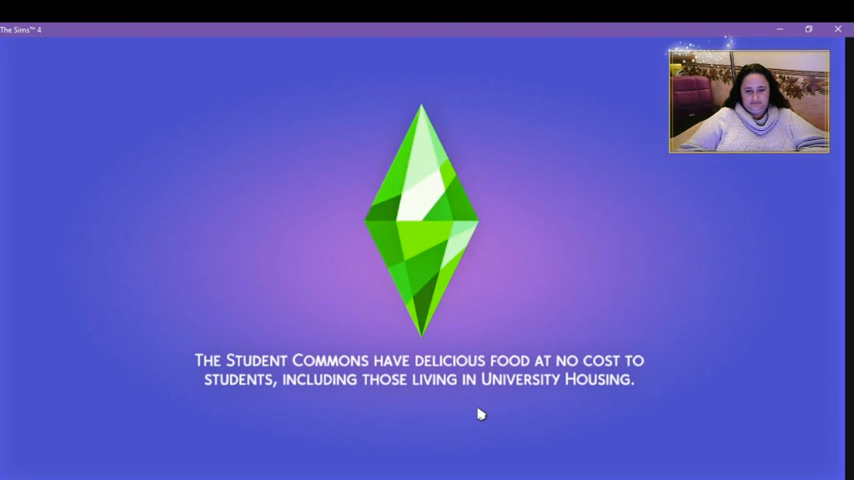 The Sims™ 4
The Student Commons have delicious food at no cost to
students, including those living in University Housing.